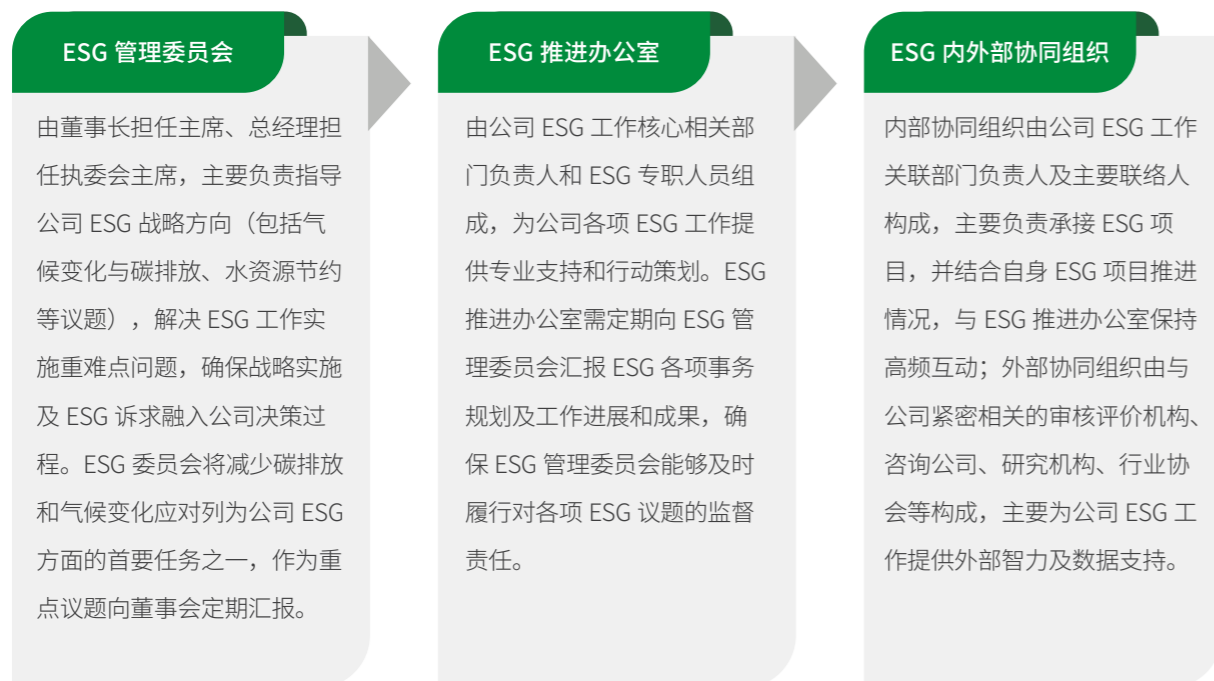 ESG 管理委员会
由董事长担任主席、总经理担
任执委会主席，主要负责指导
公司 ESG 战略方向（包括气
候变化与碳排放、水资源节约
等议题），解决 ESG 工作实
施重难点问题，确保战略实施
及 ESG 诉求融入公司决策过
程。ESG 委员会将减少碳排放
和气候变化应对列为公司 ESG
方面的首要任务之一，作为重
点议题向董事会定期汇报。
ESG 推进办公室
由公司 ESG 工作核心相关部
门负责人和 ESG 专职人员组
成，为公司各项 ESG 工作提
供专业支持和行动策划。ESG
推进办公室需定期向 ESG 管
理委员会汇报 ESG 各项事务
规划及工作进展和成果，确
保 ESG 管理委员会能够及时
履行对各项 ESG 议题的监督
责任。
ESG 内外部协同组织
内部协同组织由公司 ESG 工作
关联部门负责人及主要联络人
构成，主要负责承接 ESG 项
目，并结合自身 ESG 项目推进
情况，与 ESG 推进办公室保持
高频互动；外部协同组织由与
公司紧密相关的审核评价机构、
咨询公司、研究机构、行业协
会等构成，主要为公司 ESG 工
作提供外部智力及数据支持。